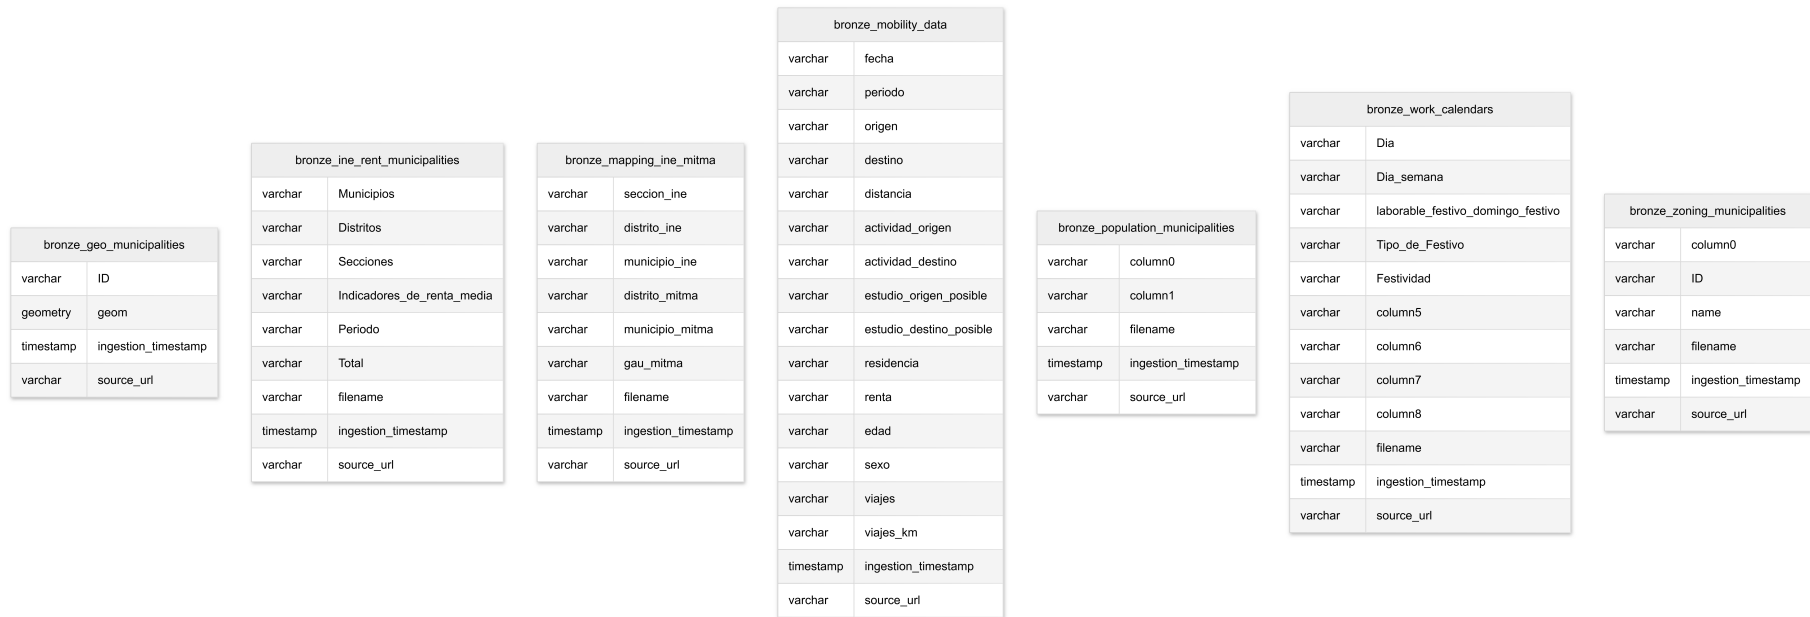 bronze_geo_municipalities
varchar ID
geometry geom
timestamp ingestion_timestamp
varchar source_url
bronze_ine_rent_municipalities
varchar Municipios
varchar Distritos
varchar Secciones
varchar Indicadores_de_renta_media
varchar Periodo
varchar Total
varchar filename
timestamp ingestion_timestamp
varchar source_url
bronze_mapping_ine_mitma
varchar seccion_ine
varchar distrito_ine
varchar municipio_ine
varchar distrito_mitma
varchar municipio_mitma
varchar gau_mitma
varchar filename
timestamp ingestion_timestamp
varchar source_url
bronze_mobility_data
varchar fecha
varchar periodo
varchar origen
varchar destino
varchar distancia
varchar actividad_origen
varchar actividad_destino
varchar estudio_origen_posible
varchar estudio_destino_posible
varchar residencia
varchar renta
varchar edad
varchar sexo
varchar viajes
varchar viajes_km
timestamp ingestion_timestamp
varchar source_url
bronze_population_municipalities
varchar column0
varchar column1
varchar filename
timestamp ingestion_timestamp
varchar source_url
bronze_work_calendars
varchar Dia
varchar Dia_semana
varchar laborable_festivo_domingo_festivo
varchar Tipo_de_Festivo
varchar Festividad
varchar column5
varchar column6
varchar column7
varchar column8
varchar filename
timestamp ingestion_timestamp
varchar source_url
bronze_zoning_municipalities
varchar column0
varchar ID
varchar name
varchar filename
timestamp ingestion_timestamp
varchar source_url